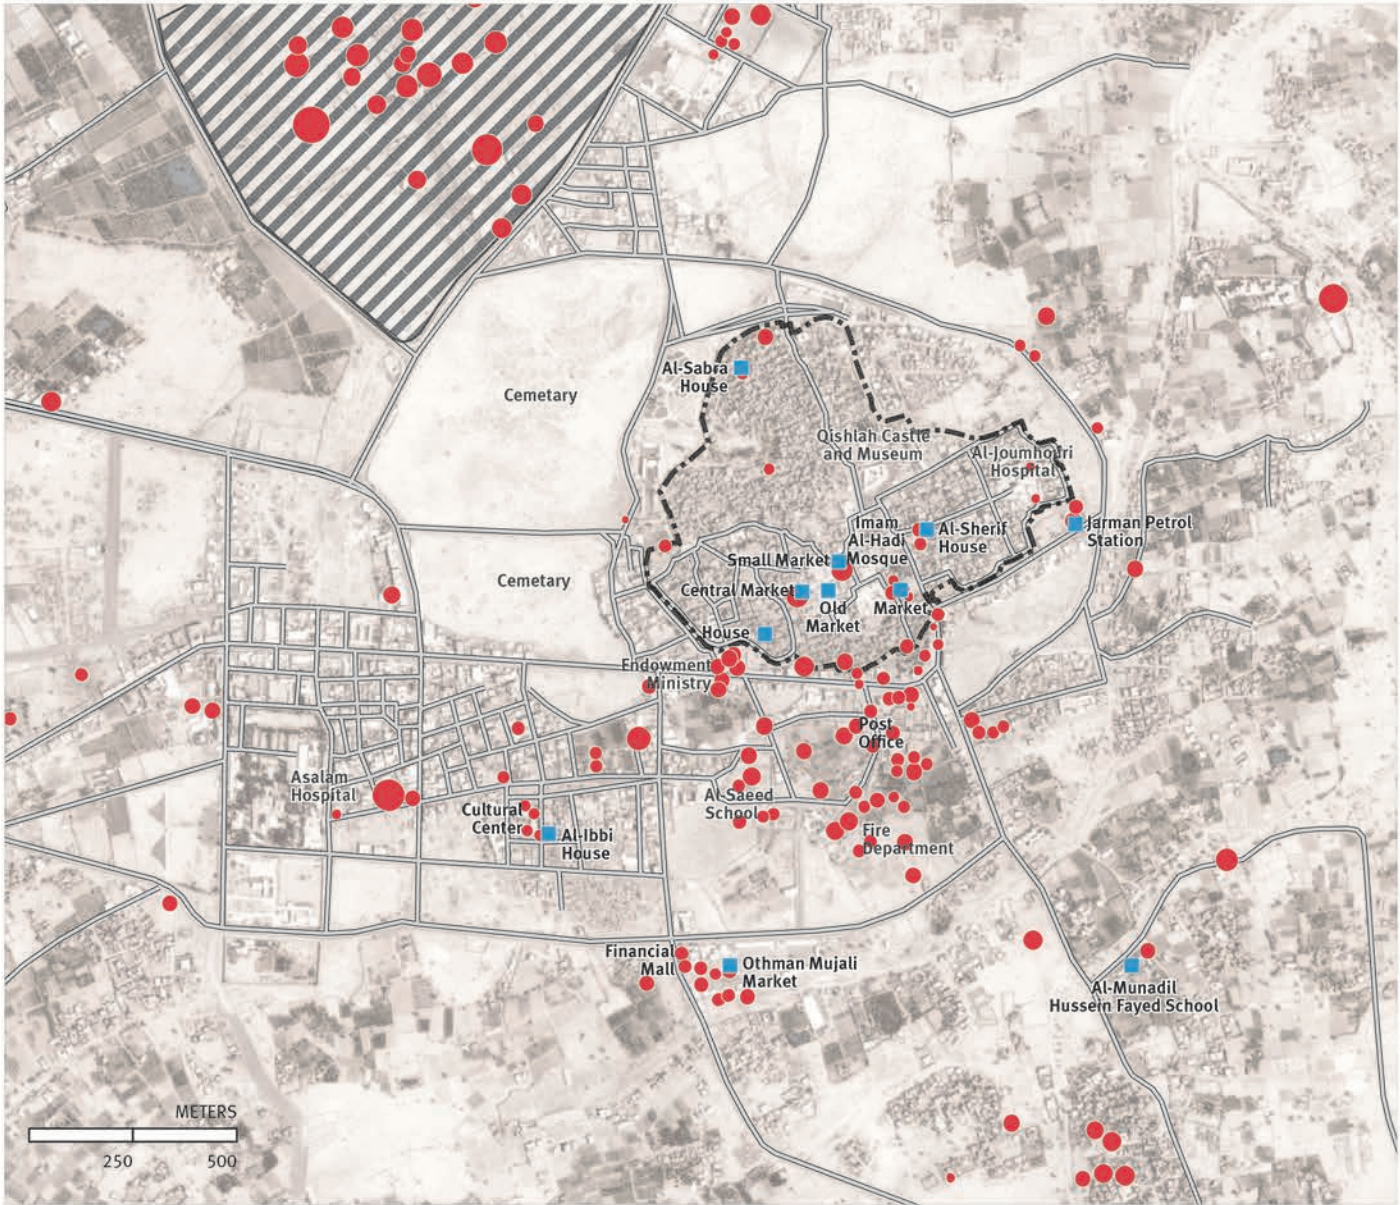 Al-Sabra
House
Cemetary
Qishlah Castle
and Museum
Al-Joumhouri
Hospital
Imam
Al-Hadi
Mosque
Al-Sherif
House
Jarman Petrol
Station
Small Market
Cemetary
Central Market
Old
Market
Market
House
Endowment
Ministry
Post
Office
Asalam
Hospital
Al-Saeed
School
Cultural
Center
Al-Ibbi
House
Fire
Department
Financial
Mall
Othman Mujali
Market
Al-Munadil
Hussein Fayed School
METERS
250 500